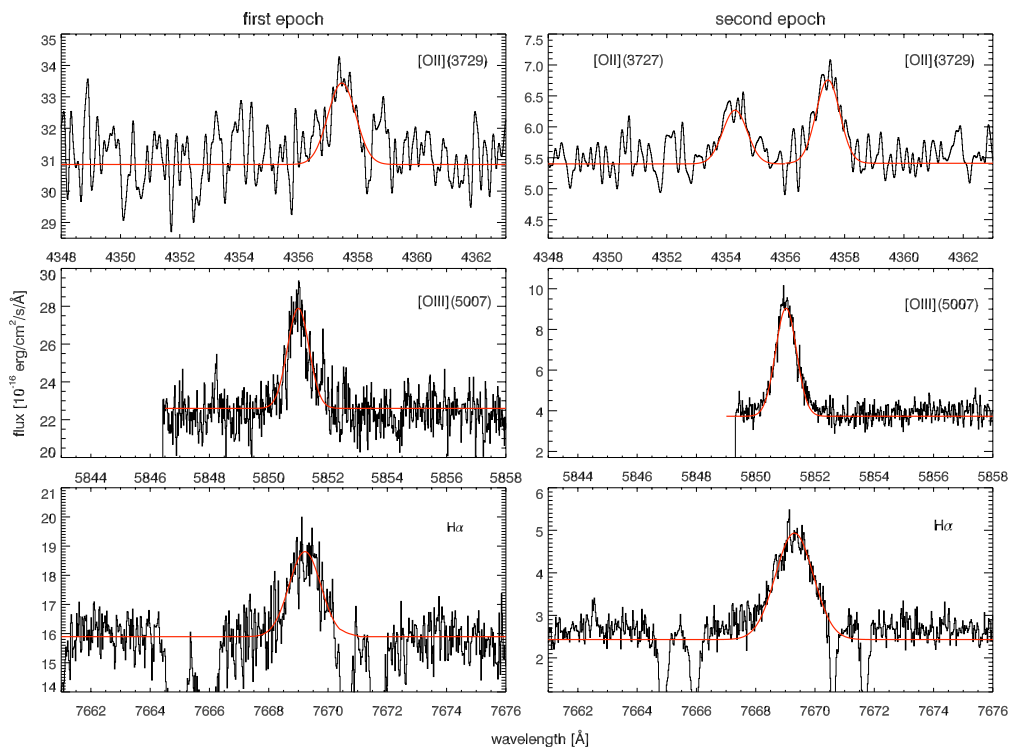 first epoch
second epoch
[OII](3729)
35
34
33
32
31
30
29
4348 4350 4352 4354 4356 4358 4360 4362
[OII](3727)
[OII](3729)
7.5
7.0
6.5
6.0
5.5
5.0
4.5
4348 4350 4352 4354 4356 4358 4360 4362
[OIII](5007)
30
28
26
24
22
20
5844 5846 5848 5850 5852 5854 5856 5858
[OIII](5007)
10
8
6
4
2
5844 5846 5848 5850 5852 5854 5856 5858
flux [10⁻¹⁶ erg/cm²/s/Å]
Hα
21
20
19
18
17
16
15
14
7662 7664 7666 7668 7670 7672 7674 7676
Hα
6
5
4
3
2
7662 7664 7666 7668 7670 7672 7674 7676
wavelength [Å]